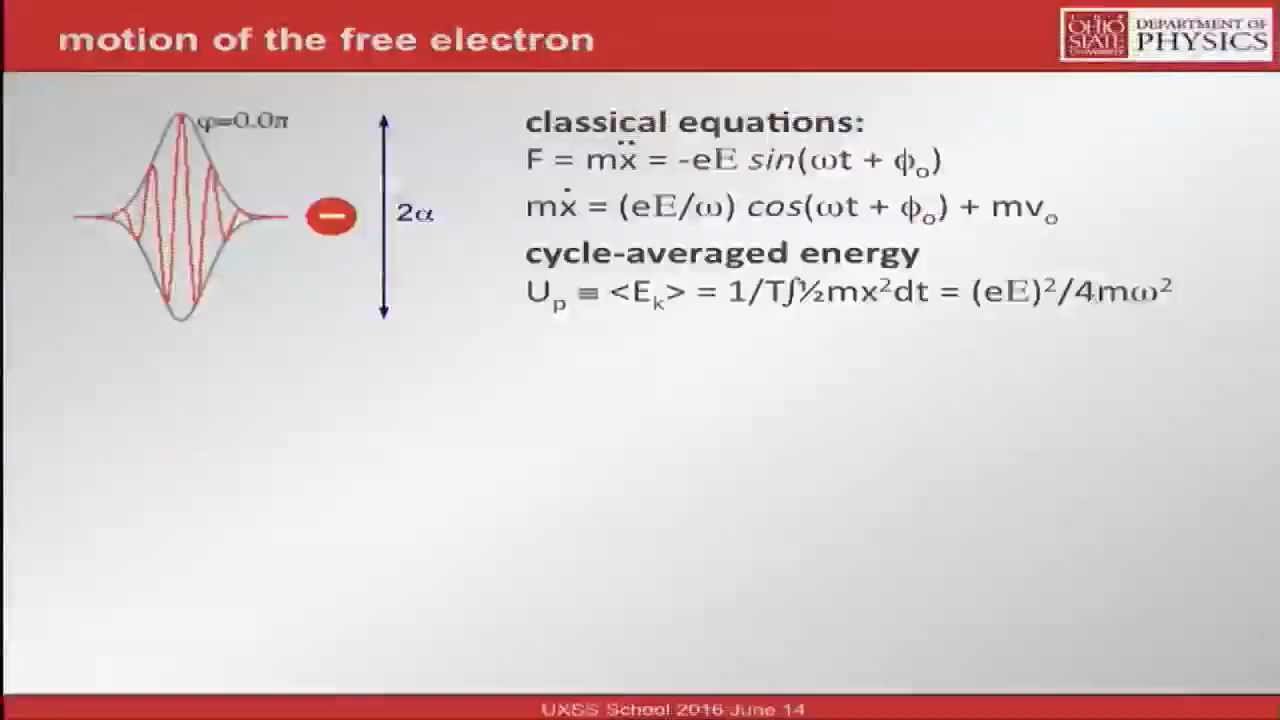 motion of the free electron
OHIO STATE UNIVERSITY
DEPARTMENT OF PHYSICS
φ=0.0π
2α
classical equations:
F = mẍ = -eE sin(ωt + ϕₒ)
mẋ = (eE/ω) cos(ωt + ϕₒ) + mvₒ
cycle-averaged energy
Uₚ ≡ <Eₖ> = 1/T∫½mx²dt = (eE)²/4mω²
UXSS School 2016 June 14